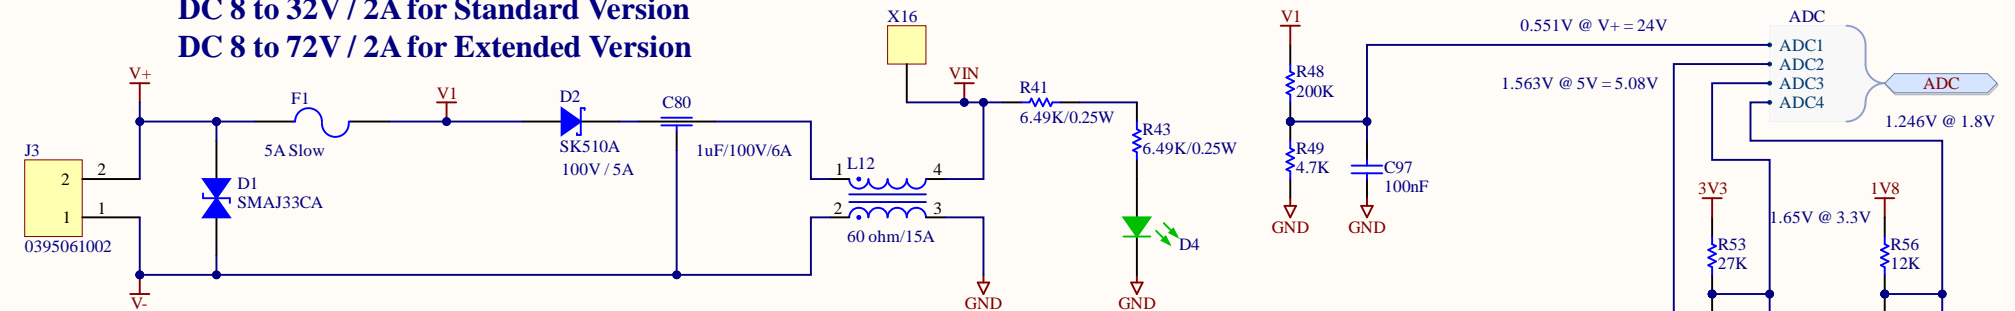 DC 8 to 32V / 2A for Standard Version
DC 8 to 72V / 2A for Extended Version
V+
F1
5A Slow
V1
D2
SK510A
100V / 5A
C80
1uF/100V/6A
J3
2
2
1
1
0395061002
D1
SMAJ33CA
V-
L12
1
4
2
3
60 ohm/15A
X16
VIN
R41
6.49K/0.25W
R43
6.49K/0.25W
D4
GND
GND
V1
R48
200K
R49
4.7K
C97
100nF
GND
GND
0.551V @ V+ = 24V
1.563V @ 5V = 5.08V
ADC
ADC1
ADC2
ADC3
ADC4
ADC
1.246V @ 1.8V
3V3
1.65V @ 3.3V
R53
27K
1V8
R56
12K